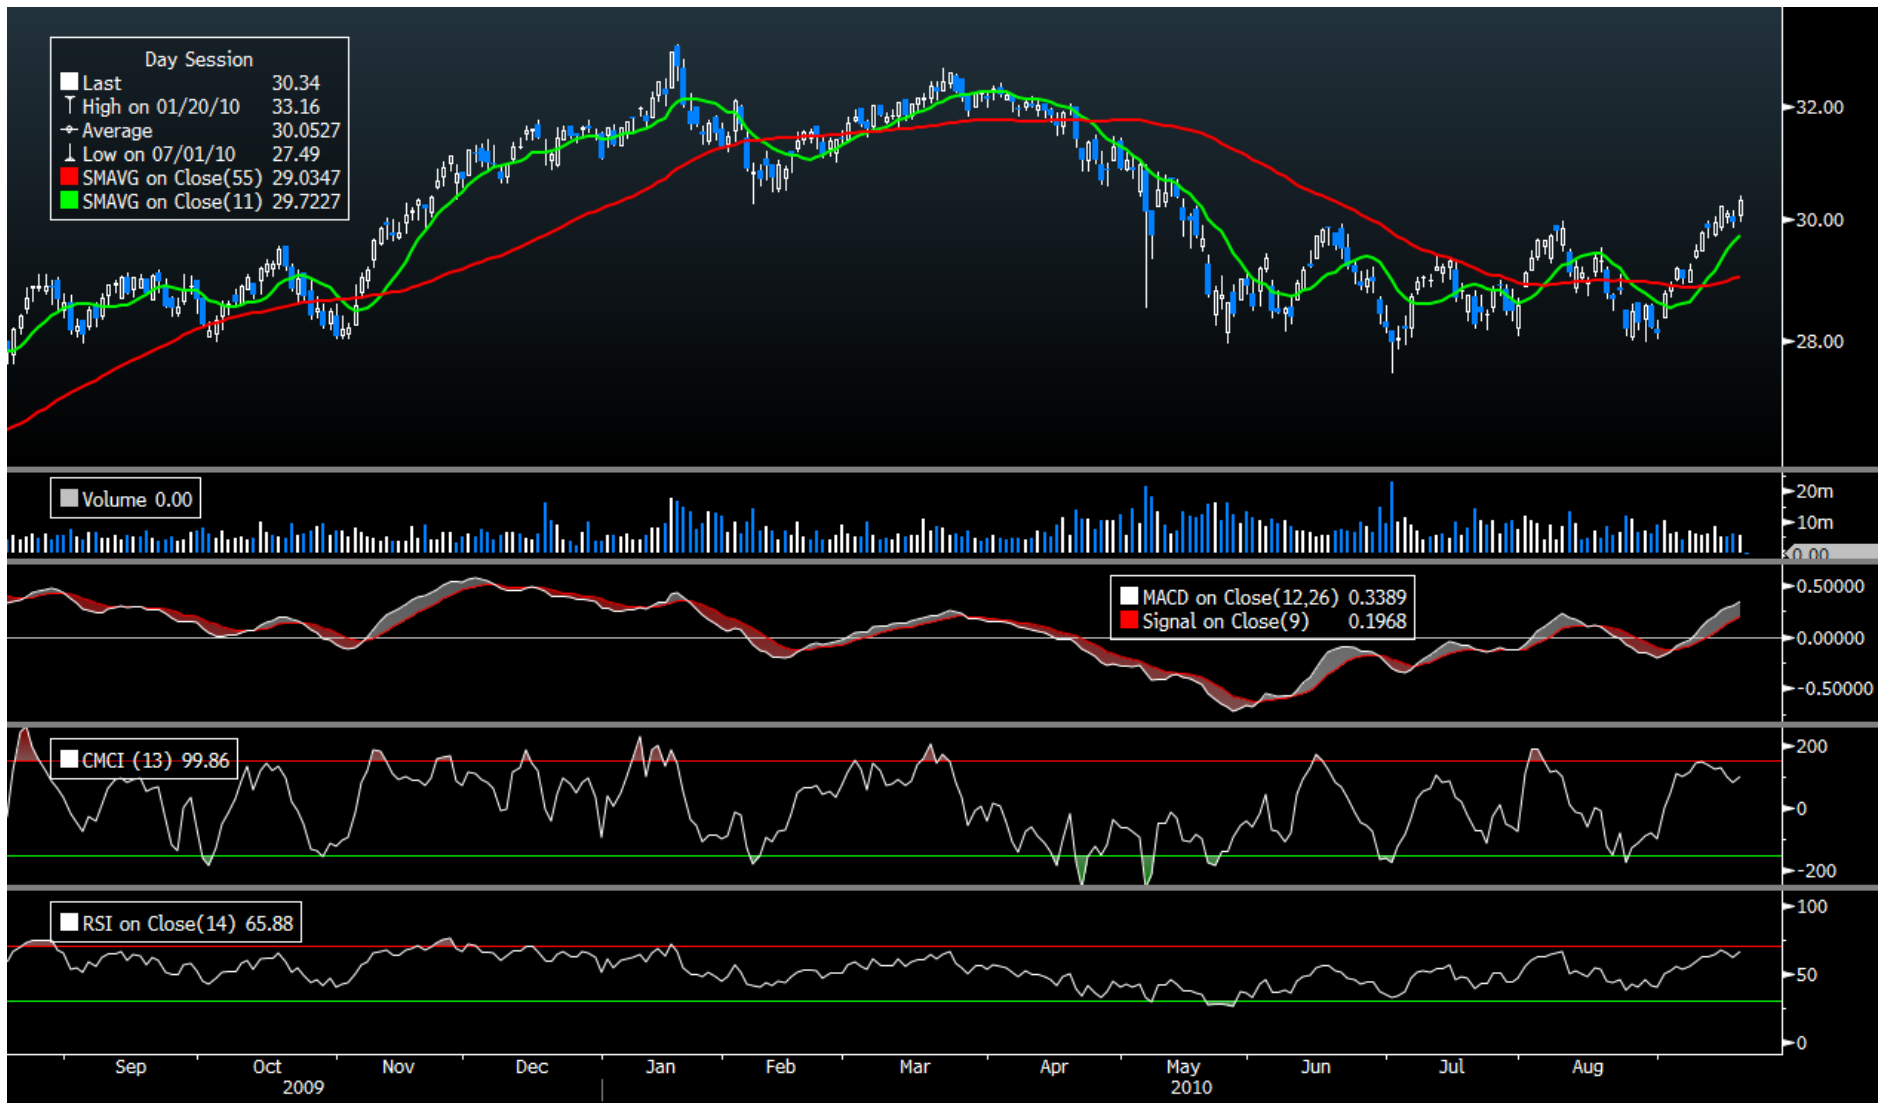 Day Session
Last 30.34
High on 01/20/10 33.16
Average 30.0527
Low on 07/01/10 27.49
SMAVG on Close(55) 29.0347
SMAVG on Close(11) 29.7227
32.00
30.00
28.00
Volume 0.00
20m
10m
0.00
MACD on Close(12,26) 0.3389
Signal on Close(9) 0.1968
0.50000
0.00000
-0.50000
CMCI (13) 99.86
200
0
-200
RSI on Close(14) 65.88
100
50
0
Sep Oct Nov Dec Jan Feb Mar Apr May Jun Jul Aug
2009 2010